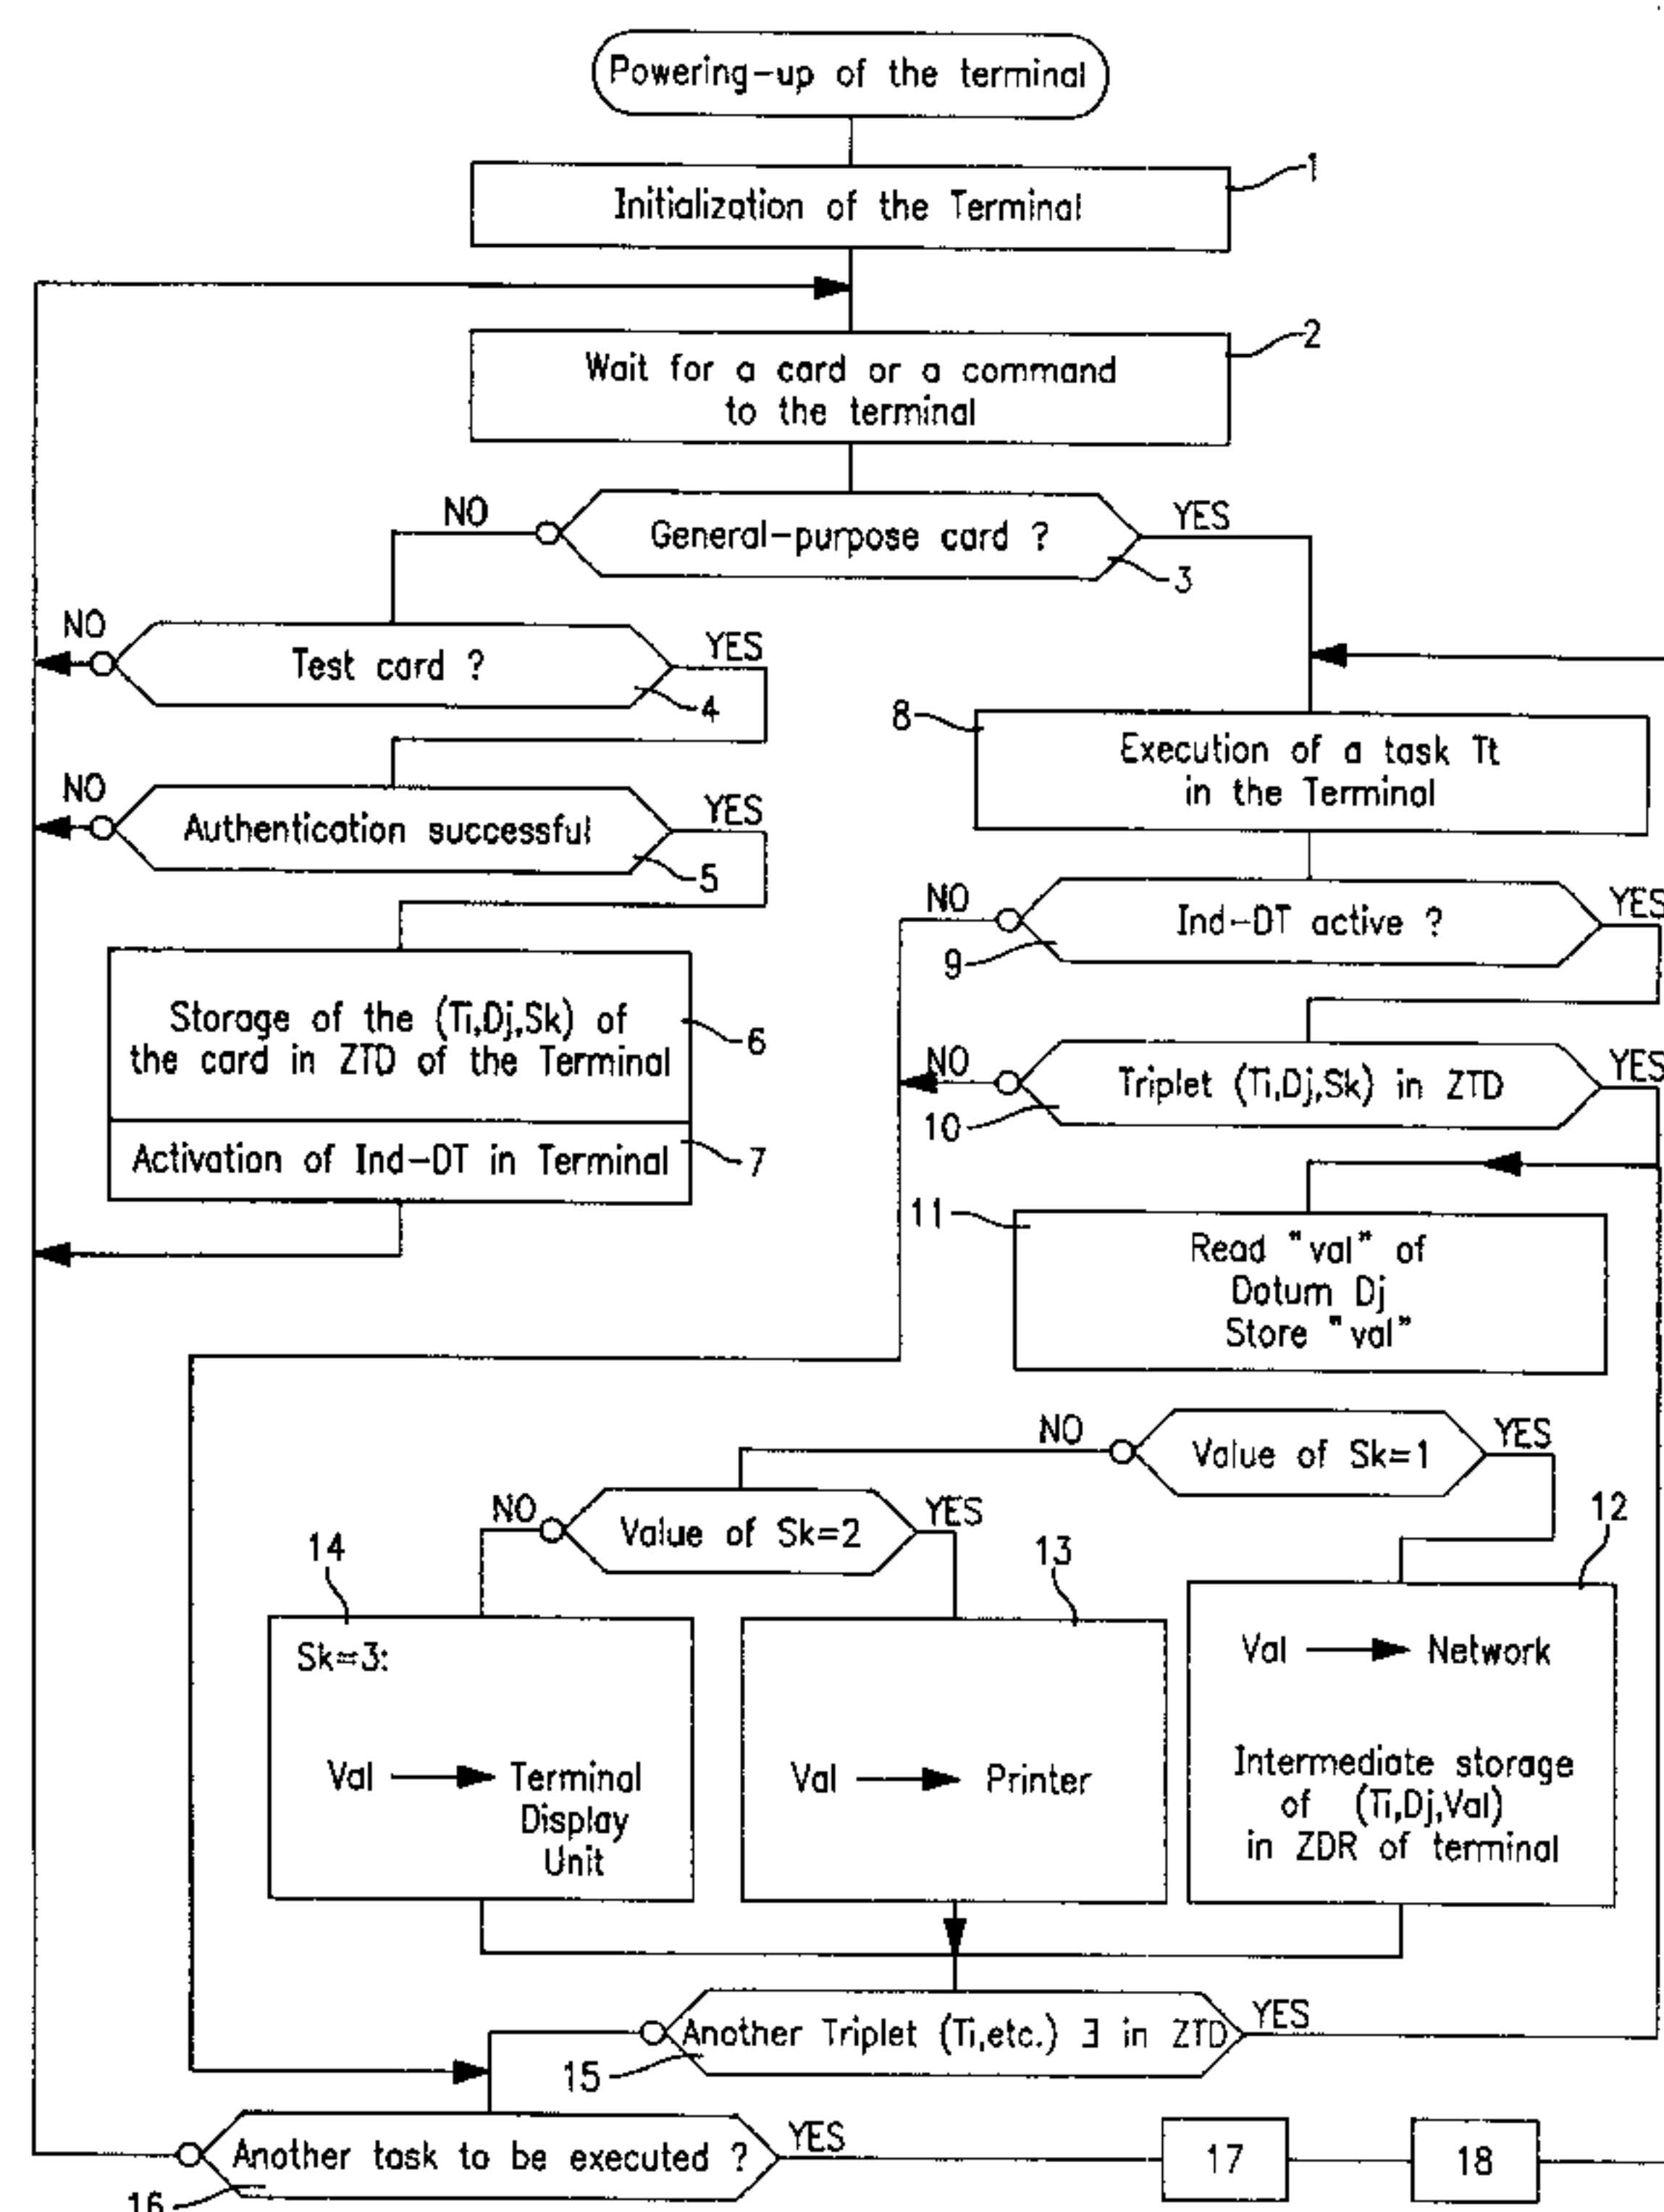 Powering-up of the terminal
1
Initialization of the Terminal
2
Wait for a card or a command
to the terminal
NO
General-purpose card ?
YES
3
NO
Test card ?
YES
4
8
Execution of a task Tt
in the Terminal
NO
Authentication successful
YES
5
NO
Ind-DT active ?
YES
9
Storage of the (Ti,Dj,Sk) of
the card in ZTD of the Terminal
6
NO
Triplet (Ti,Dj,Sk) in ZTD
YES
10
Activation of Ind-DT in Terminal
7
11
Read "val" of
Datum Dj
Store "val"
NO
Value of Sk=1
YES
NO
Value of Sk=2
YES
14
13
12
Sk=3:
Val
Terminal
Display
Unit
Val
Printer
Val
Network
Intermediate storage
of (Ti,Dj,Val)
in ZDR of terminal
Another Triplet (Ti,etc.) ∃ in ZTD
YES
15
Another task to be executed ?
YES
17
18
16